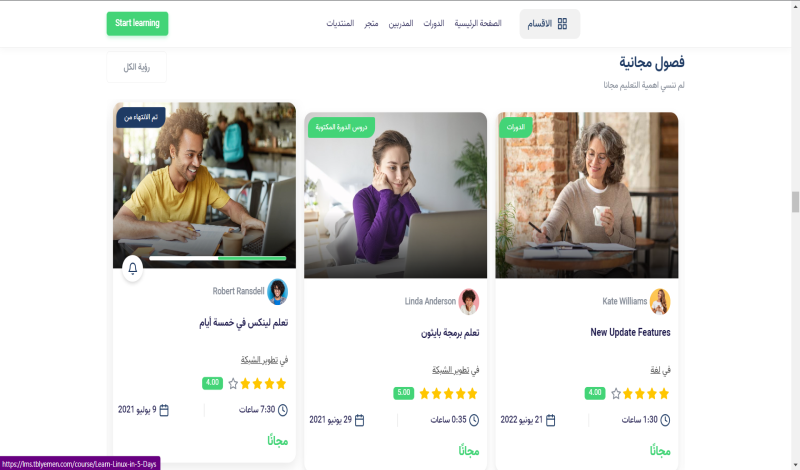 الاقسام
الصفحة الرئيسية
الدورات
المدربين
متجر
المنتديات
Start learning
فصول مجانية
لم ننسي اهمية التعليم مجانا
رؤية الكل
الدورات
Kate Williams
New Update Features
في لغة
4.00
1:30 ساعات
21 يونيو 2022
مجانًا
دروس الدورة المكتوبة
Linda Anderson
تعلم برمجة بايثون
في تطوير الشبكة
5.00
0:35 ساعات
29 يونيو 2021
مجانًا
تم الانتهاء من
Robert Ransdell
تعلم لينكس في خمسة أيام
في تطوير الشبكة
4.00
7:30 ساعات
9 يوليو 2021
مجانًا
https://lms.tblyemen.com/course/Learn-Linux-in-5-Days